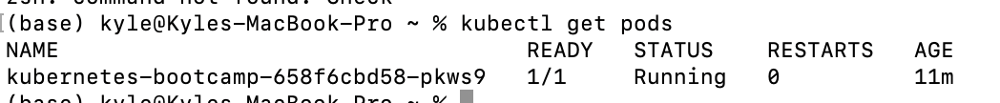 zsh: command not found: Check
(base) kyle@Kyles-MacBook-Pro ~ % kubectl get pods
NAME READY STATUS RESTARTS AGE
kubernetes-bootcamp-658f6cbd58-pkws9 1/1 Running 0 11m
(base) kyle@Kyles-MacBook-Pro ~ %